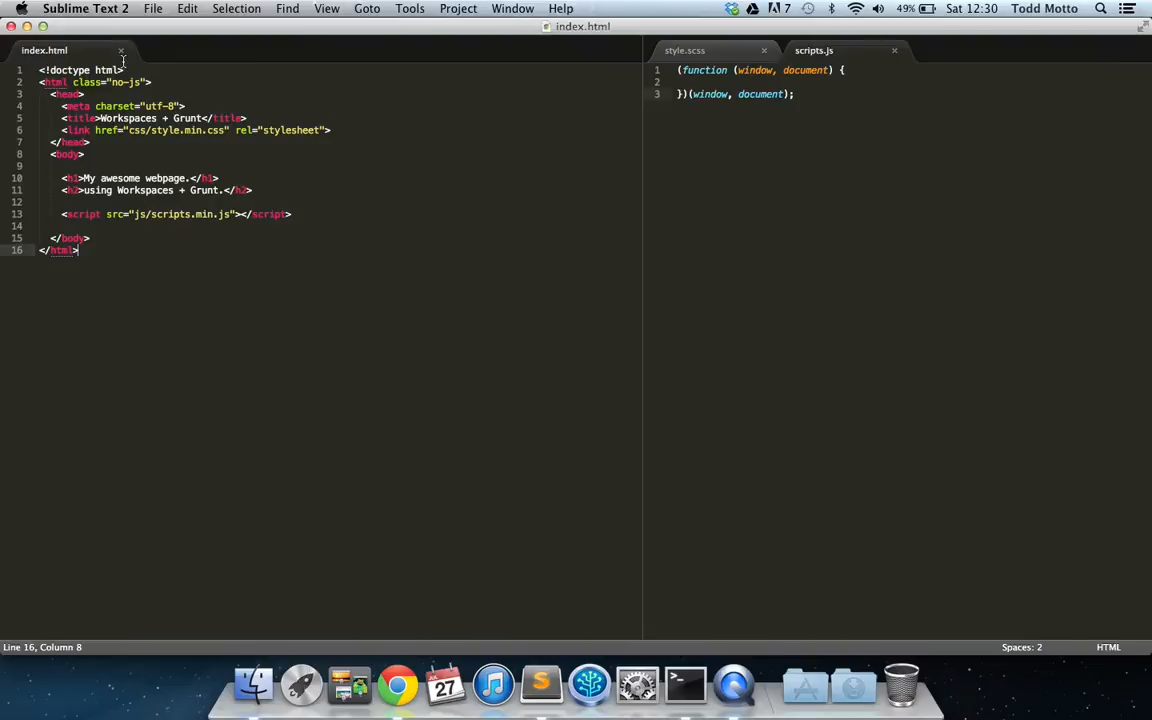 Sublime Text 2 File Edit Selection Find View Goto Tools Project Window Help 7 49% Sat 12:30 Todd Motto
index.html
index.html
1 <!doctype html>
2 <html class="no-js">
3 <head>
4 <meta charset="utf-8">
5 <title>Workspaces + Grunt</title>
6 <link href="css/style.min.css" rel="stylesheet">
7 </head>
8 <body>
9
10 <h1>My awesome webpage.</h1>
11 <h2>using Workspaces + Grunt.</h2>
12
13 <script src="js/scripts.min.js"></script>
14
15 </body>
16 </html>
style.scss scripts.js
1 (function (window, document) {
2
3 })(window, document);
Line 16, Column 8 Spaces: 2 HTML
JUL
27